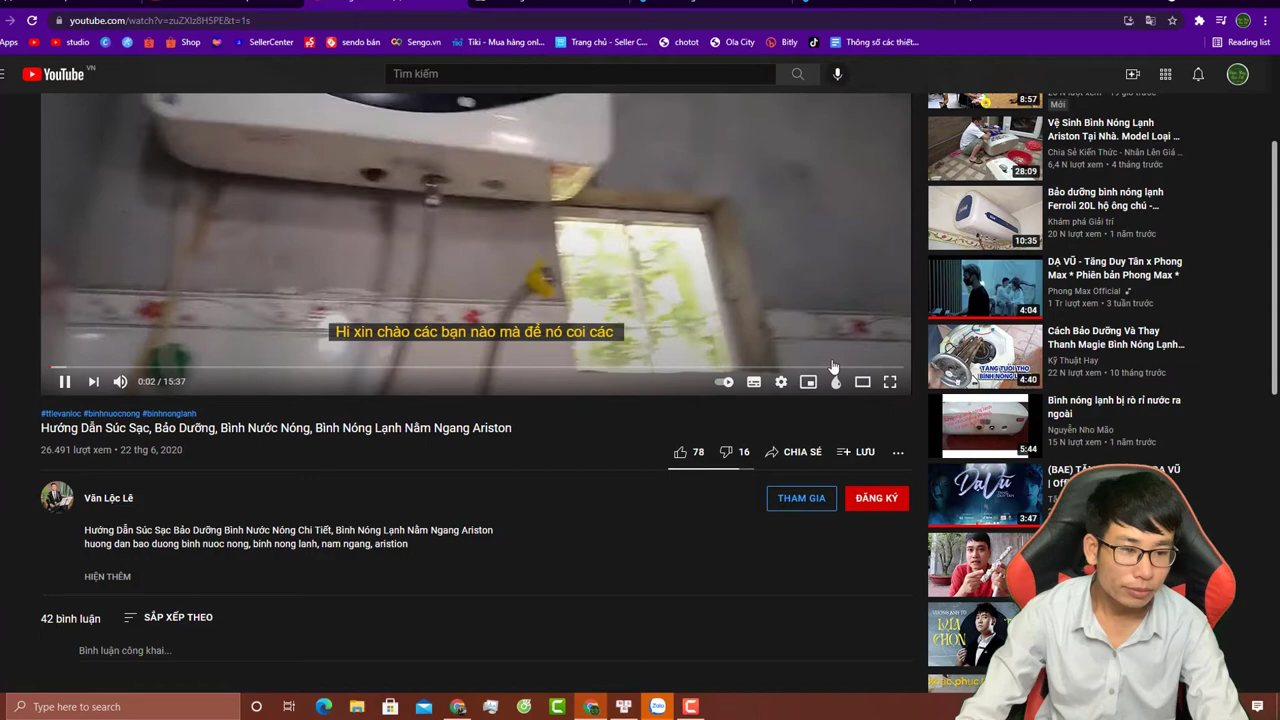 youtube.com/watch?v=zuZXIz8H5PE&t=1s
Apps
studio
Shop
SellerCenter
sendo bán
Sengo.vn
Tiki - Mua hàng onl...
Trang chủ - Seller C...
chotot
Ola City
Bitly
Thông số các thiết...
Reading list
YouTube VN
Tìm kiếm
Hi xin chào các bạn nào mà để nó coi các
0:02 / 15:37
#ttlevanloc #binhnuocnong #binhnonglanh
Hướng Dẫn Súc Sạc, Bảo Dưỡng, Bình Nước Nóng, Bình Nóng Lạnh Nằm Ngang Ariston
26.491 lượt xem • 22 thg 6, 2020
78
16
CHIA SẺ
LƯU
Văn Lộc Lê
THAM GIA
ĐĂNG KÝ
Hướng Dẫn Súc Sạc Bảo Dưỡng Bình Nước Nóng Chi Tiết, Bình Nóng Lạnh Nằm Ngang Ariston
huong dan bao duong binh nuoc nong, binh nong lanh, nam ngang, aristion
HIỆN THÊM
42 bình luận
SẮP XẾP THEO
Bình luận công khai...
8:57
Mới
Vệ Sinh Bình Nóng Lạnh
Ariston Tại Nhà. Model Loại ...
Chia Sẻ Kiến Thức - Nhân Lên Giá ...
6,4 N lượt xem • 4 tháng trước
28:09
Bảo dưỡng bình nóng lạnh
Ferroli 20L hộ ông chú -...
Khám phá Giải trí
20 N lượt xem • 1 năm trước
10:35
DẠ VŨ - Tăng Duy Tân x Phong
Max * Phiên bản Phong Max *
Phong Max Official
1 Tr lượt xem • 3 tuần trước
4:04
Cách Bảo Dưỡng Và Thay
Thanh Magie Bình Nóng Lạnh...
Kỹ Thuật Hay
22 N lượt xem • 10 tháng trước
TĂNG TUỔI THỌ
BÌNH NÓNG L
4:40
Bình nóng lạnh bị rò rỉ nước ra
ngoài
Nguyễn Nho Mão
15 N lượt xem • 1 năm trước
5:44
Dạ Vũ
3:47
Type here to search
Zalo